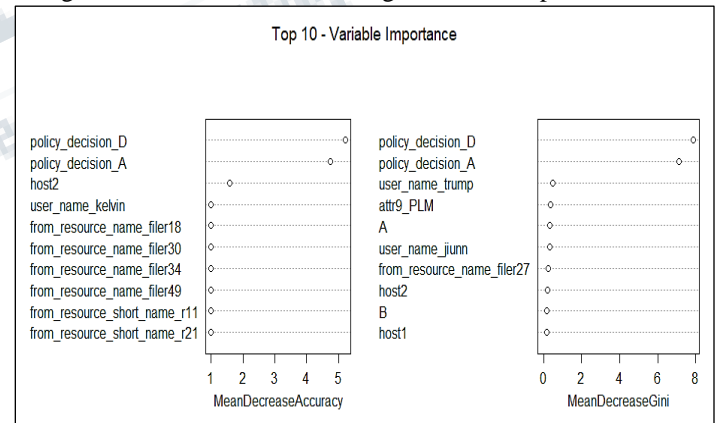 Top 10 - Variable Importance
policy_decision_D
policy_decision_A
host2
user_name_kelvin
from_resource_name_filer18
from_resource_name_filer30
from_resource_name_filer34
from_resource_name_filer49
from_resource_short_name_r11
from_resource_short_name_r21
1 2 3 4 5
MeanDecreaseAccuracy
policy_decision_D
policy_decision_A
user_name_trump
attr9_PLM
A
user_name_jiunn
from_resource_name_filer27
host2
B
host1
0 2 4 6 8
MeanDecreaseGini